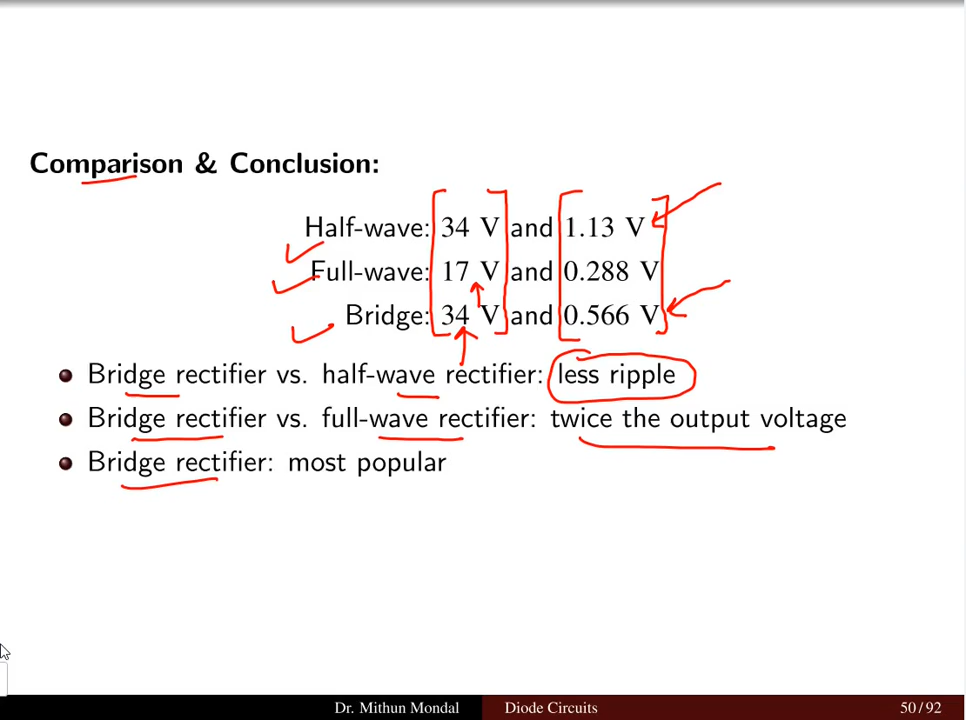 Comparison & Conclusion:
Half-wave: 34 V and 1.13 V
Full-wave: 17 V and 0.288 V
Bridge: 34 V and 0.566 V
Bridge rectifier vs. half-wave rectifier: less ripple
Bridge rectifier vs. full-wave rectifier: twice the output voltage
Bridge rectifier: most popular
Dr. Mithun Mondal Diode Circuits 50 / 92